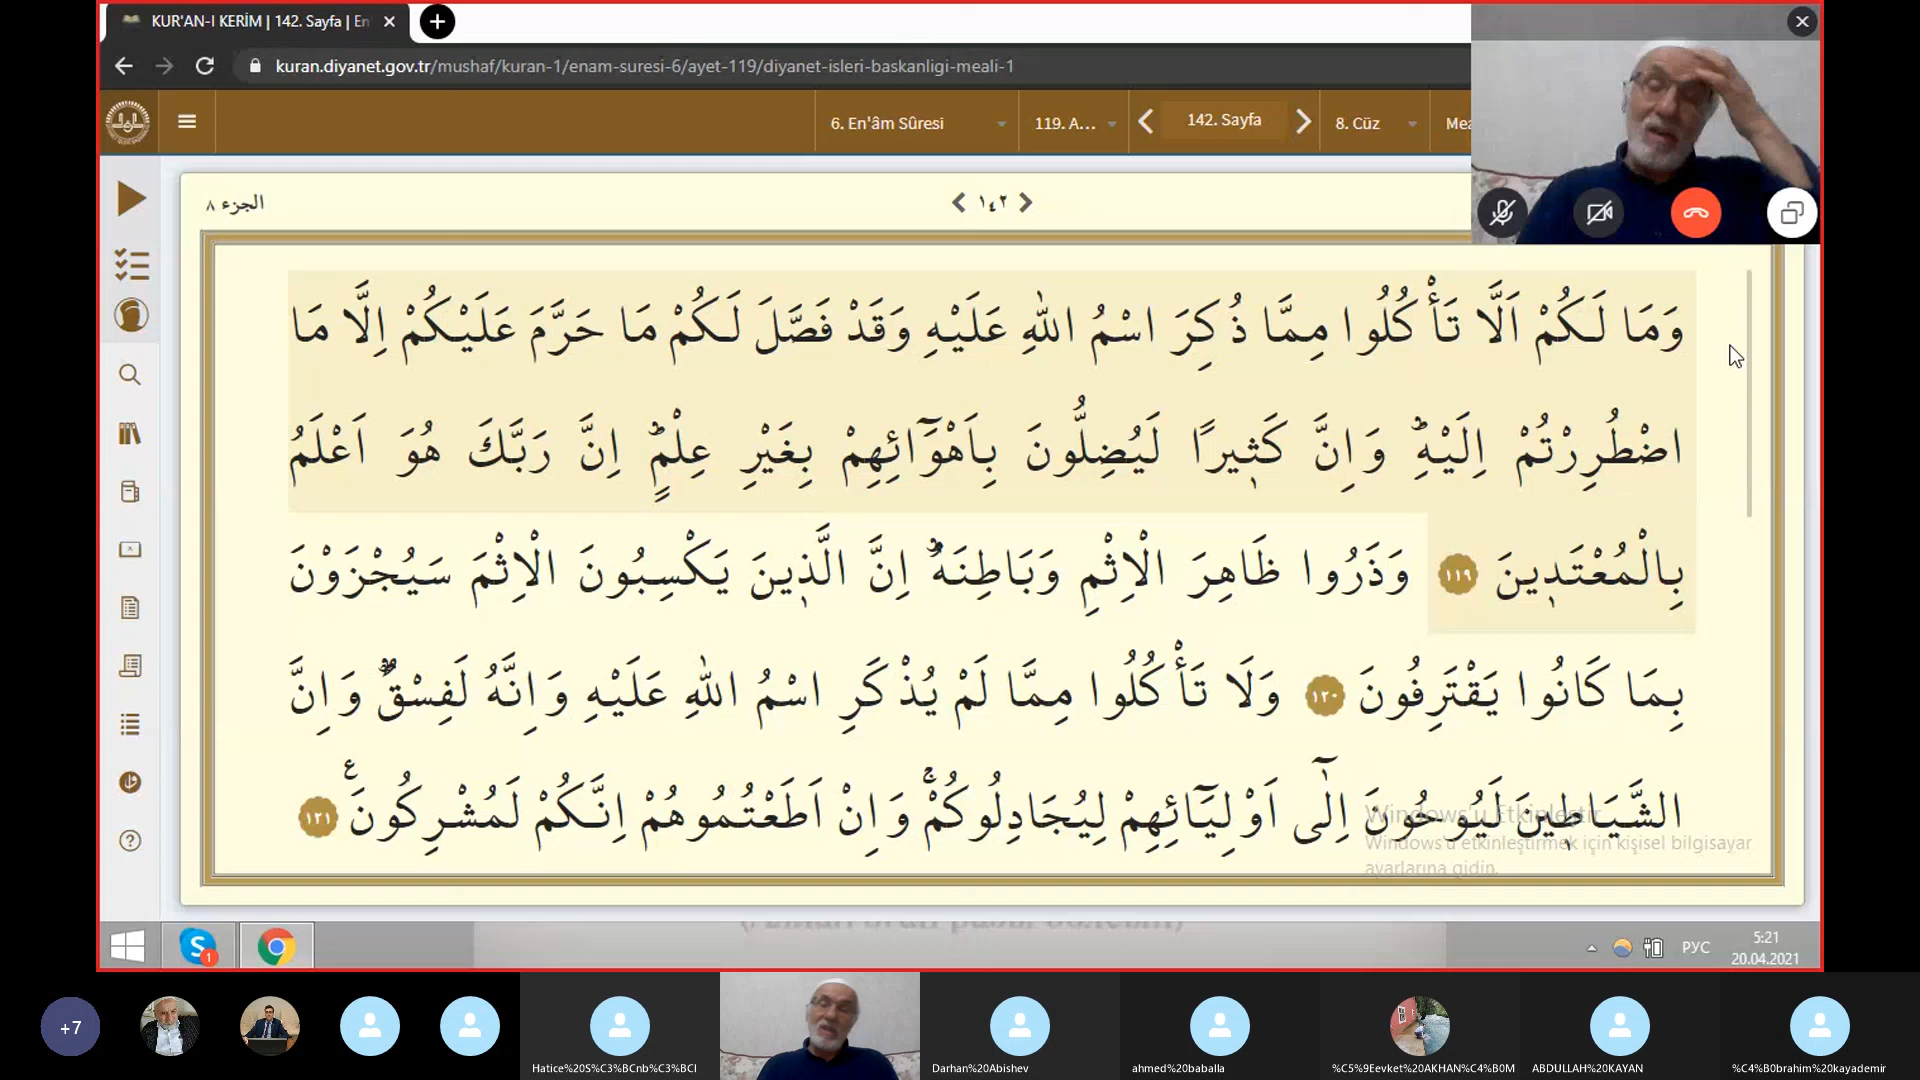 KUR'AN-I KERİM | 142. Sayfa | En
kuran.diyanet.gov.tr/mushaf/kuran-1/enam-suresi-6/ayet-119/diyanet-isleri-baskanligi-meali-1
6. En'âm Sûresi
119. A...
142. Sayfa
8. Cüz
Mea
الجزء ٨
١٤٢
وَمَا لَكُمْ اَلَّا تَأْكُلُوا مِمَّا ذُكِرَ اسْمُ اللّٰهِ عَلَيْهِ وَقَدْ فَصَّلَ لَكُمْ مَا حَرَّمَ عَلَيْكُمْ اِلَّا مَا
اضْطُرِرْتُمْ اِلَيْهِۜ وَاِنَّ كَث۪يرًا لَيُضِلُّونَ بِاَهْوَٓائِهِمْ بِغَيْرِ عِلْمٍۜ اِنَّ رَبَّكَ هُوَ اَعْلَمُ
بِالْمُعْتَد۪ينَ ١١٩ وَذَرُوا ظَاهِرَ الْاِثْمِ وَبَاطِنَهُۜ اِنَّ الَّذ۪ينَ يَكْسِبُونَ الْاِثْمَ سَيُجْزَوْنَ
بِمَا كَانُوا يَقْتَرِفُونَ ١٢٠ وَلَا تَأْكُلُوا مِمَّا لَمْ يُذْكَرِ اسْمُ اللّٰهِ عَلَيْهِ وَاِنَّهُ لَفِسْقٌۜ وَاِنَّ
الشَّيَاط۪ينَ لَيُوحُونَ اِلٰٓى اَوْلِيَٓائِهِمْ لِيُجَادِلُوكُمْۚ وَاِنْ اَطَعْتُمُوهُمْ اِنَّكُمْ لَمُشْرِكُونَ۟ ١٢١
ع
Windows'u Etkinleştir
Windows'u etkinleştirmek için kişisel bilgisayar
ayarlarına gidin.
1
РУС
5:21
20.04.2021
+7
Hatice%20S%C3%BCnb%C3%BCl
Darhan%20Abishev
ahmed%20baballa
%C5%9Eevket%20AKHAN%C4%B0M
ABDULLAH%20KAYAN
%C4%B0brahim%20kayademir